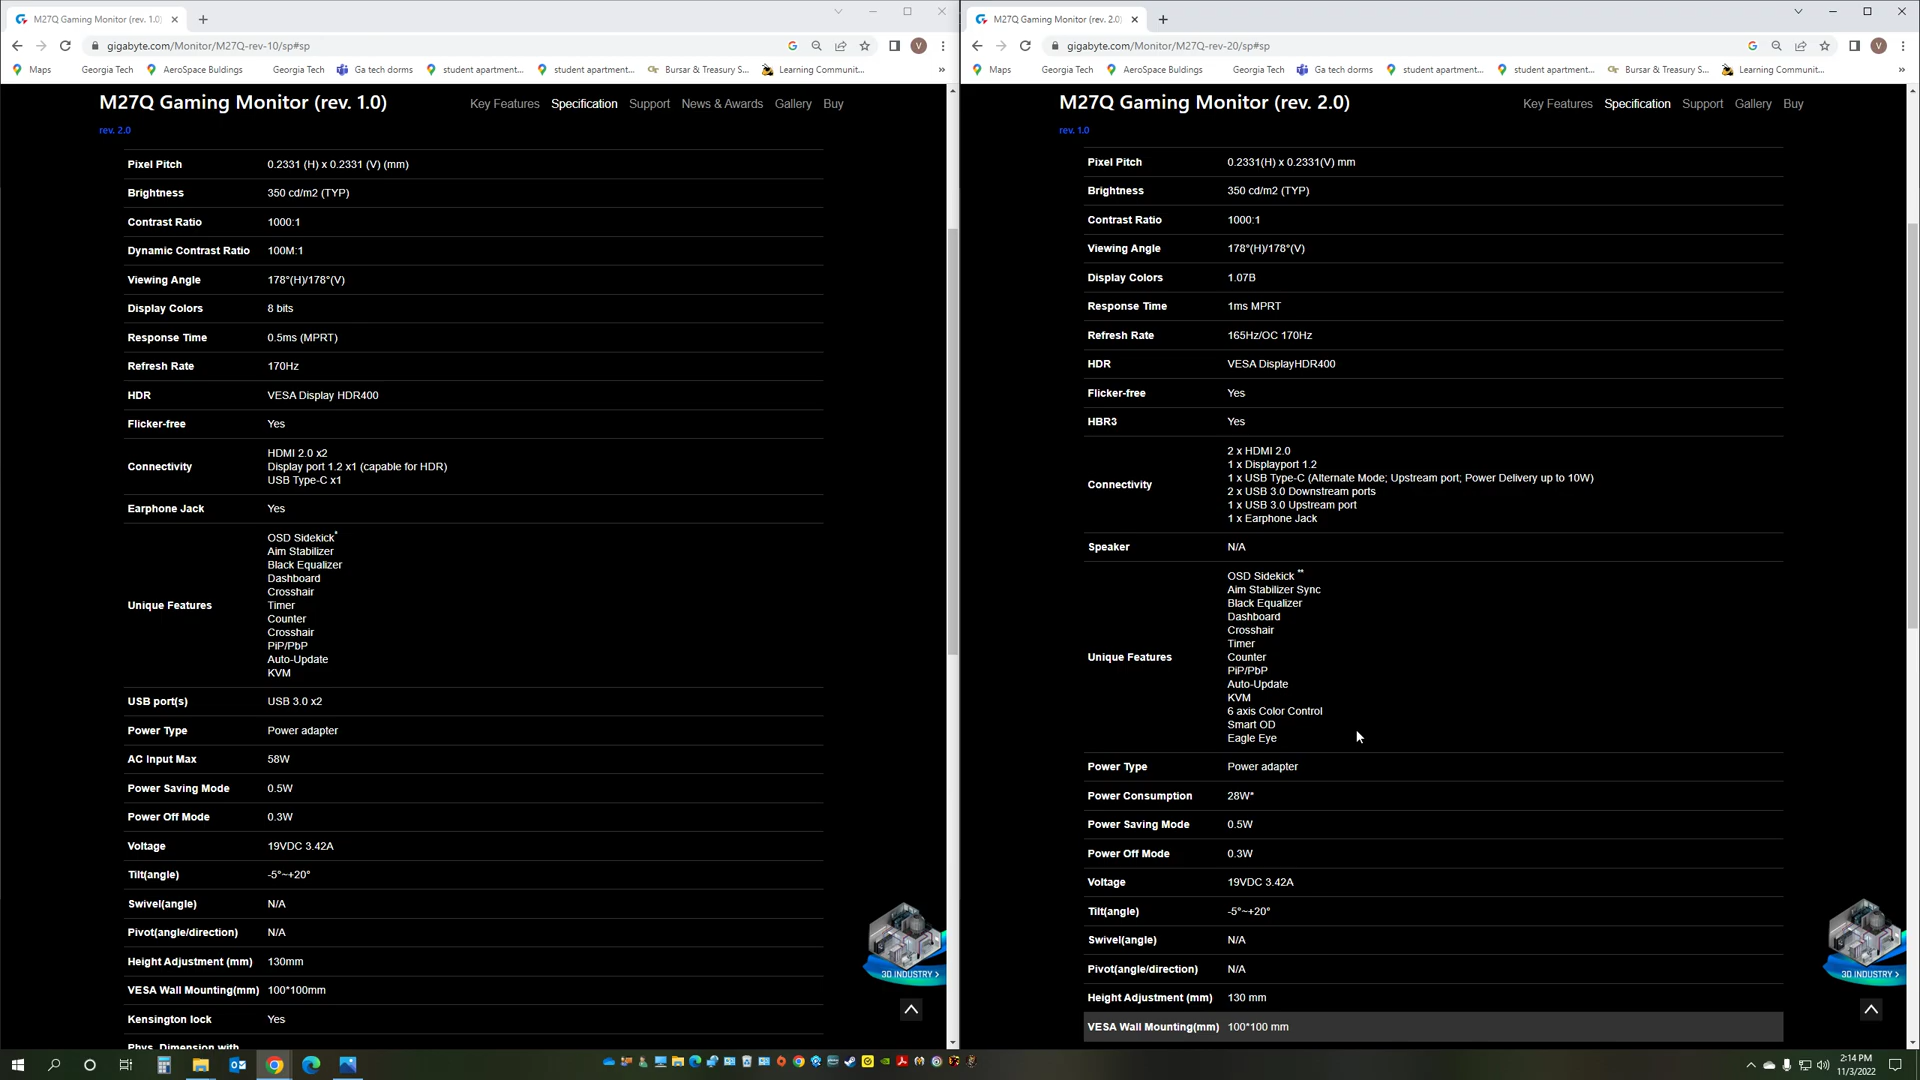 M27Q Gaming Monitor (rev. 1.0)
gigabyte.com/Monitor/M27Q-rev-10/sp#sp
V
Maps
Georgia Tech
AeroSpace Buldings
Georgia Tech
Ga tech dorms
student apartment...
student apartment...
Bursar & Treasury S...
Learning Communit...
»
M27Q Gaming Monitor (rev. 1.0)
Key Features
Specification
Support
News & Awards
Gallery
Buy
rev. 2.0
Pixel Pitch 0.2331 (H) x 0.2331 (V) (mm)
Brightness 350 cd/m2 (TYP)
Contrast Ratio 1000:1
Dynamic Contrast Ratio 100M:1
Viewing Angle 178°(H)/178°(V)
Display Colors 8 bits
Response Time 0.5ms (MPRT)
Refresh Rate 170Hz
HDR VESA Display HDR400
Flicker-free Yes
Connectivity
HDMI 2.0 x2
Display port 1.2 x1 (capable for HDR)
USB Type-C x1
Earphone Jack Yes
Unique Features
OSD Sidekick*
Aim Stabilizer
Black Equalizer
Dashboard
Crosshair
Timer
Counter
Crosshair
PiP/PbP
Auto-Update
KVM
USB port(s) USB 3.0 x2
Power Type Power adapter
AC Input Max 58W
Power Saving Mode 0.5W
Power Off Mode 0.3W
Voltage 19VDC 3.42A
Tilt(angle) -5°~+20°
Swivel(angle) N/A
Pivot(angle/direction) N/A
Height Adjustment (mm) 130mm
VESA Wall Mounting(mm) 100*100mm
Kensington lock Yes
Phys. Dimension with
3D INDUSTRY >
M27Q Gaming Monitor (rev. 2.0)
gigabyte.com/Monitor/M27Q-rev-20/sp#sp
V
Maps
Georgia Tech
AeroSpace Buldings
Georgia Tech
Ga tech dorms
student apartment...
student apartment...
Bursar & Treasury S...
Learning Communit...
»
M27Q Gaming Monitor (rev. 2.0)
Key Features
Specification
Support
Gallery
Buy
rev. 1.0
Pixel Pitch 0.2331(H) x 0.2331(V) mm
Brightness 350 cd/m2 (TYP)
Contrast Ratio 1000:1
Viewing Angle 178°(H)/178°(V)
Display Colors 1.07B
Response Time 1ms MPRT
Refresh Rate 165Hz/OC 170Hz
HDR VESA DisplayHDR400
Flicker-free Yes
HBR3 Yes
Connectivity
2 x HDMI 2.0
1 x Displayport 1.2
1 x USB Type-C (Alternate Mode; Upstream port; Power Delivery up to 10W)
2 x USB 3.0 Downstream ports
1 x USB 3.0 Upstream port
1 x Earphone Jack
Speaker N/A
Unique Features
OSD Sidekick **
Aim Stabilizer Sync
Black Equalizer
Dashboard
Crosshair
Timer
Counter
PiP/PbP
Auto-Update
KVM
6 axis Color Control
Smart OD
Eagle Eye
Power Type Power adapter
Power Consumption 28W*
Power Saving Mode 0.5W
Power Off Mode 0.3W
Voltage 19VDC 3.42A
Tilt(angle) -5°~+20°
Swivel(angle) N/A
Pivot(angle/direction) N/A
Height Adjustment (mm) 130 mm
VESA Wall Mounting(mm) 100*100 mm
3D INDUSTRY >
2:14 PM
11/3/2022